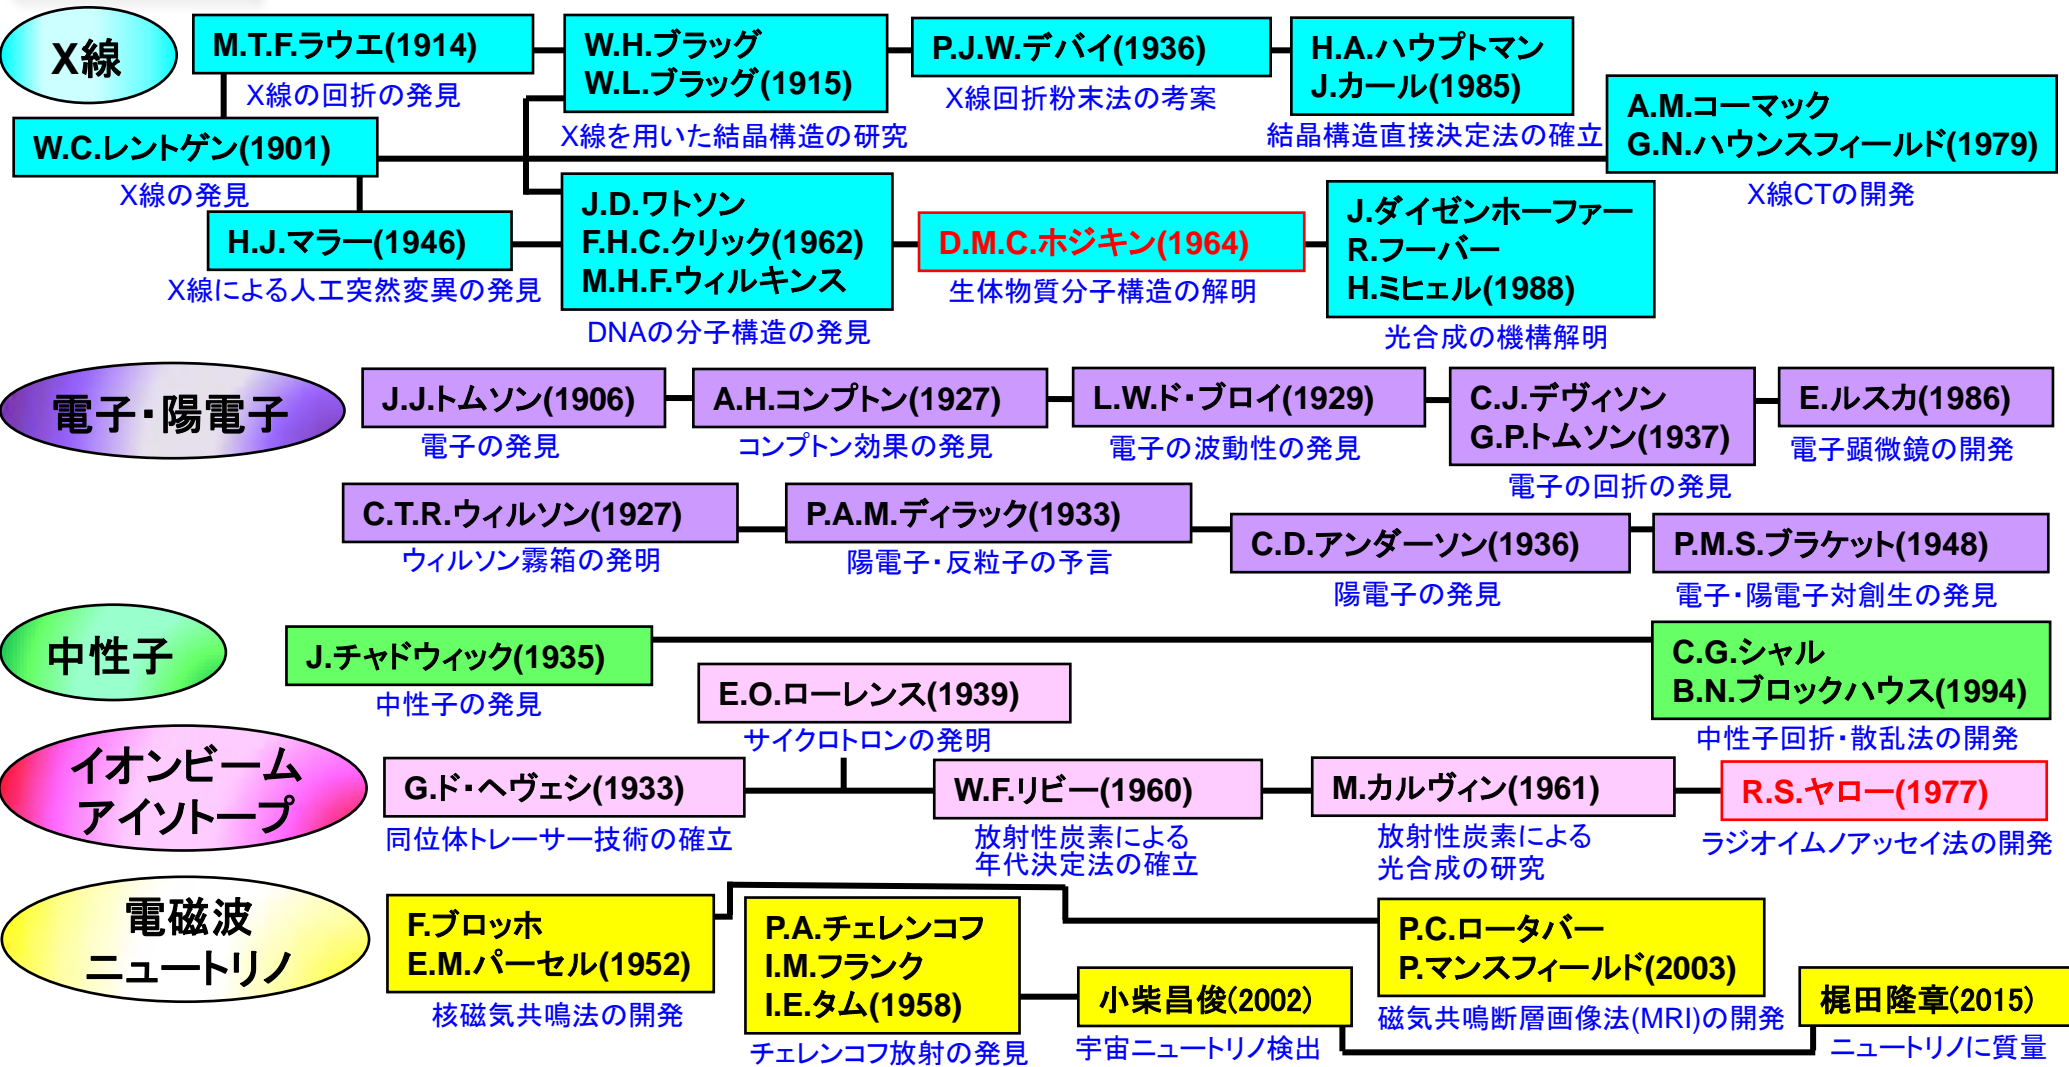 X線
M.T.F.ラウエ(1914)
X線の回折の発見
W.H.ブラッグ
W.L.ブラッグ(1915)
X線を用いた結晶構造の研究
P.J.W.デバイ(1936)
X線回折粉末法の考案
H.A.ハウプトマン
J.カール(1985)
結晶構造直接決定法の確立
A.M.コーマック
G.N.ハウンスフィールド(1979)
X線CTの開発
W.C.レントゲン(1901)
X線の発見
H.J.マラー(1946)
X線による人工突然変異の発見
J.D.ワトソン
F.H.C.クリック(1962)
M.H.F.ウィルキンス
DNAの分子構造の発見
D.M.C.ホジキン(1964)
生体物質分子構造の解明
J.ダイゼンホーファー
R.フーバー
H.ミヒェル(1988)
光合成の機構解明
電子・陽電子
J.J.トムソン(1906)
電子の発見
A.H.コンプトン(1927)
コンプトン効果の発見
L.W.ド・ブロイ(1929)
電子の波動性の発見
C.J.デヴィソン
G.P.トムソン(1937)
電子の回折の発見
E.ルスカ(1986)
電子顕微鏡の開発
C.T.R.ウィルソン(1927)
ウィルソン霧箱の発明
P.A.M.ディラック(1933)
陽電子・反粒子の予言
C.D.アンダーソン(1936)
陽電子の発見
P.M.S.ブラケット(1948)
電子・陽電子対創生の発見
中性子
J.チャドウィック(1935)
中性子の発見
C.G.シャル
B.N.ブロックハウス(1994)
中性子回折・散乱法の開発
イオンビーム
アイソトープ
E.O.ローレンス(1939)
サイクロトロンの発明
G.ド・ヘヴェシ(1933)
同位体トレーサー技術の確立
W.F.リビー(1960)
放射性炭素による
年代決定法の確立
M.カルヴィン(1961)
放射性炭素による
光合成の研究
R.S.ヤロー(1977)
ラジオイムノアッセイ法の開発
電磁波
ニュートリノ
F.ブロッホ
E.M.パーセル(1952)
核磁気共鳴法の開発
P.A.チェレンコフ
I.M.フランク
I.E.タム(1958)
チェレンコフ放射の発見
小柴昌俊(2002)
宇宙ニュートリノ検出
P.C.ロータバー
P.マンスフィールド(2003)
磁気共鳴断層画像法(MRI)の開発
梶田隆章(2015)
ニュートリノに質量